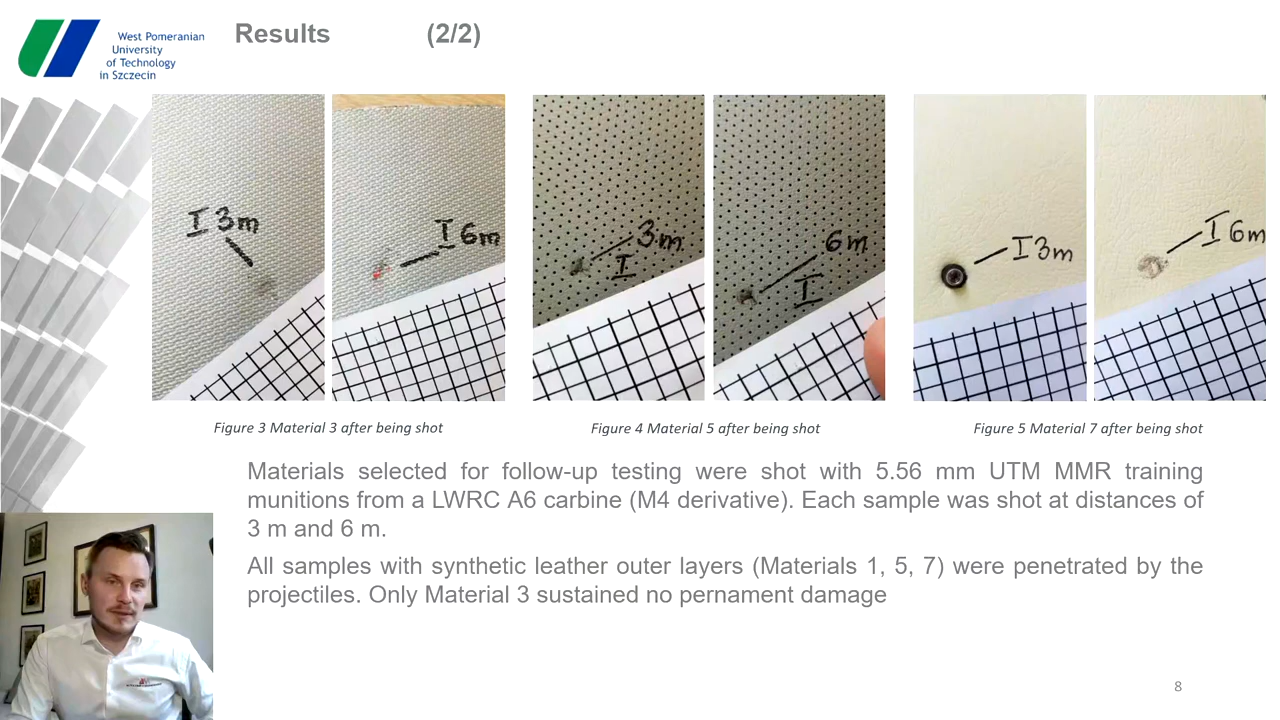 West Pomeranian
University
of Technology
in Szczecin
Results (2/2)
I 3m
I 6m
3m
I
6m
I
I 3m
I 6m
Figure 3 Material 3 after being shot
Figure 4 Material 5 after being shot
Figure 5 Material 7 after being shot
Materials selected for follow-up testing were shot with 5.56 mm UTM MMR training
munitions from a LWRC A6 carbine (M4 derivative). Each sample was shot at distances of
3 m and 6 m.
All samples with synthetic leather outer layers (Materials 1, 5, 7) were penetrated by the
projectiles. Only Material 3 sustained no pernament damage
8